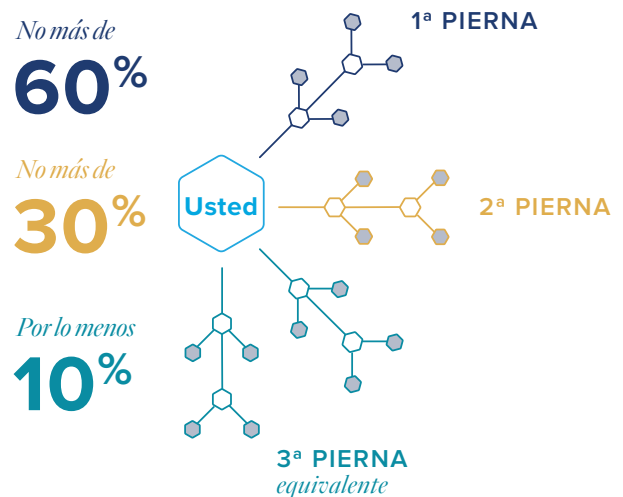 No más de
60%
1ª PIERNA
No más de
30%
Usted
2ª PIERNA
Por lo menos
10%
3ª PIERNA
equivalente